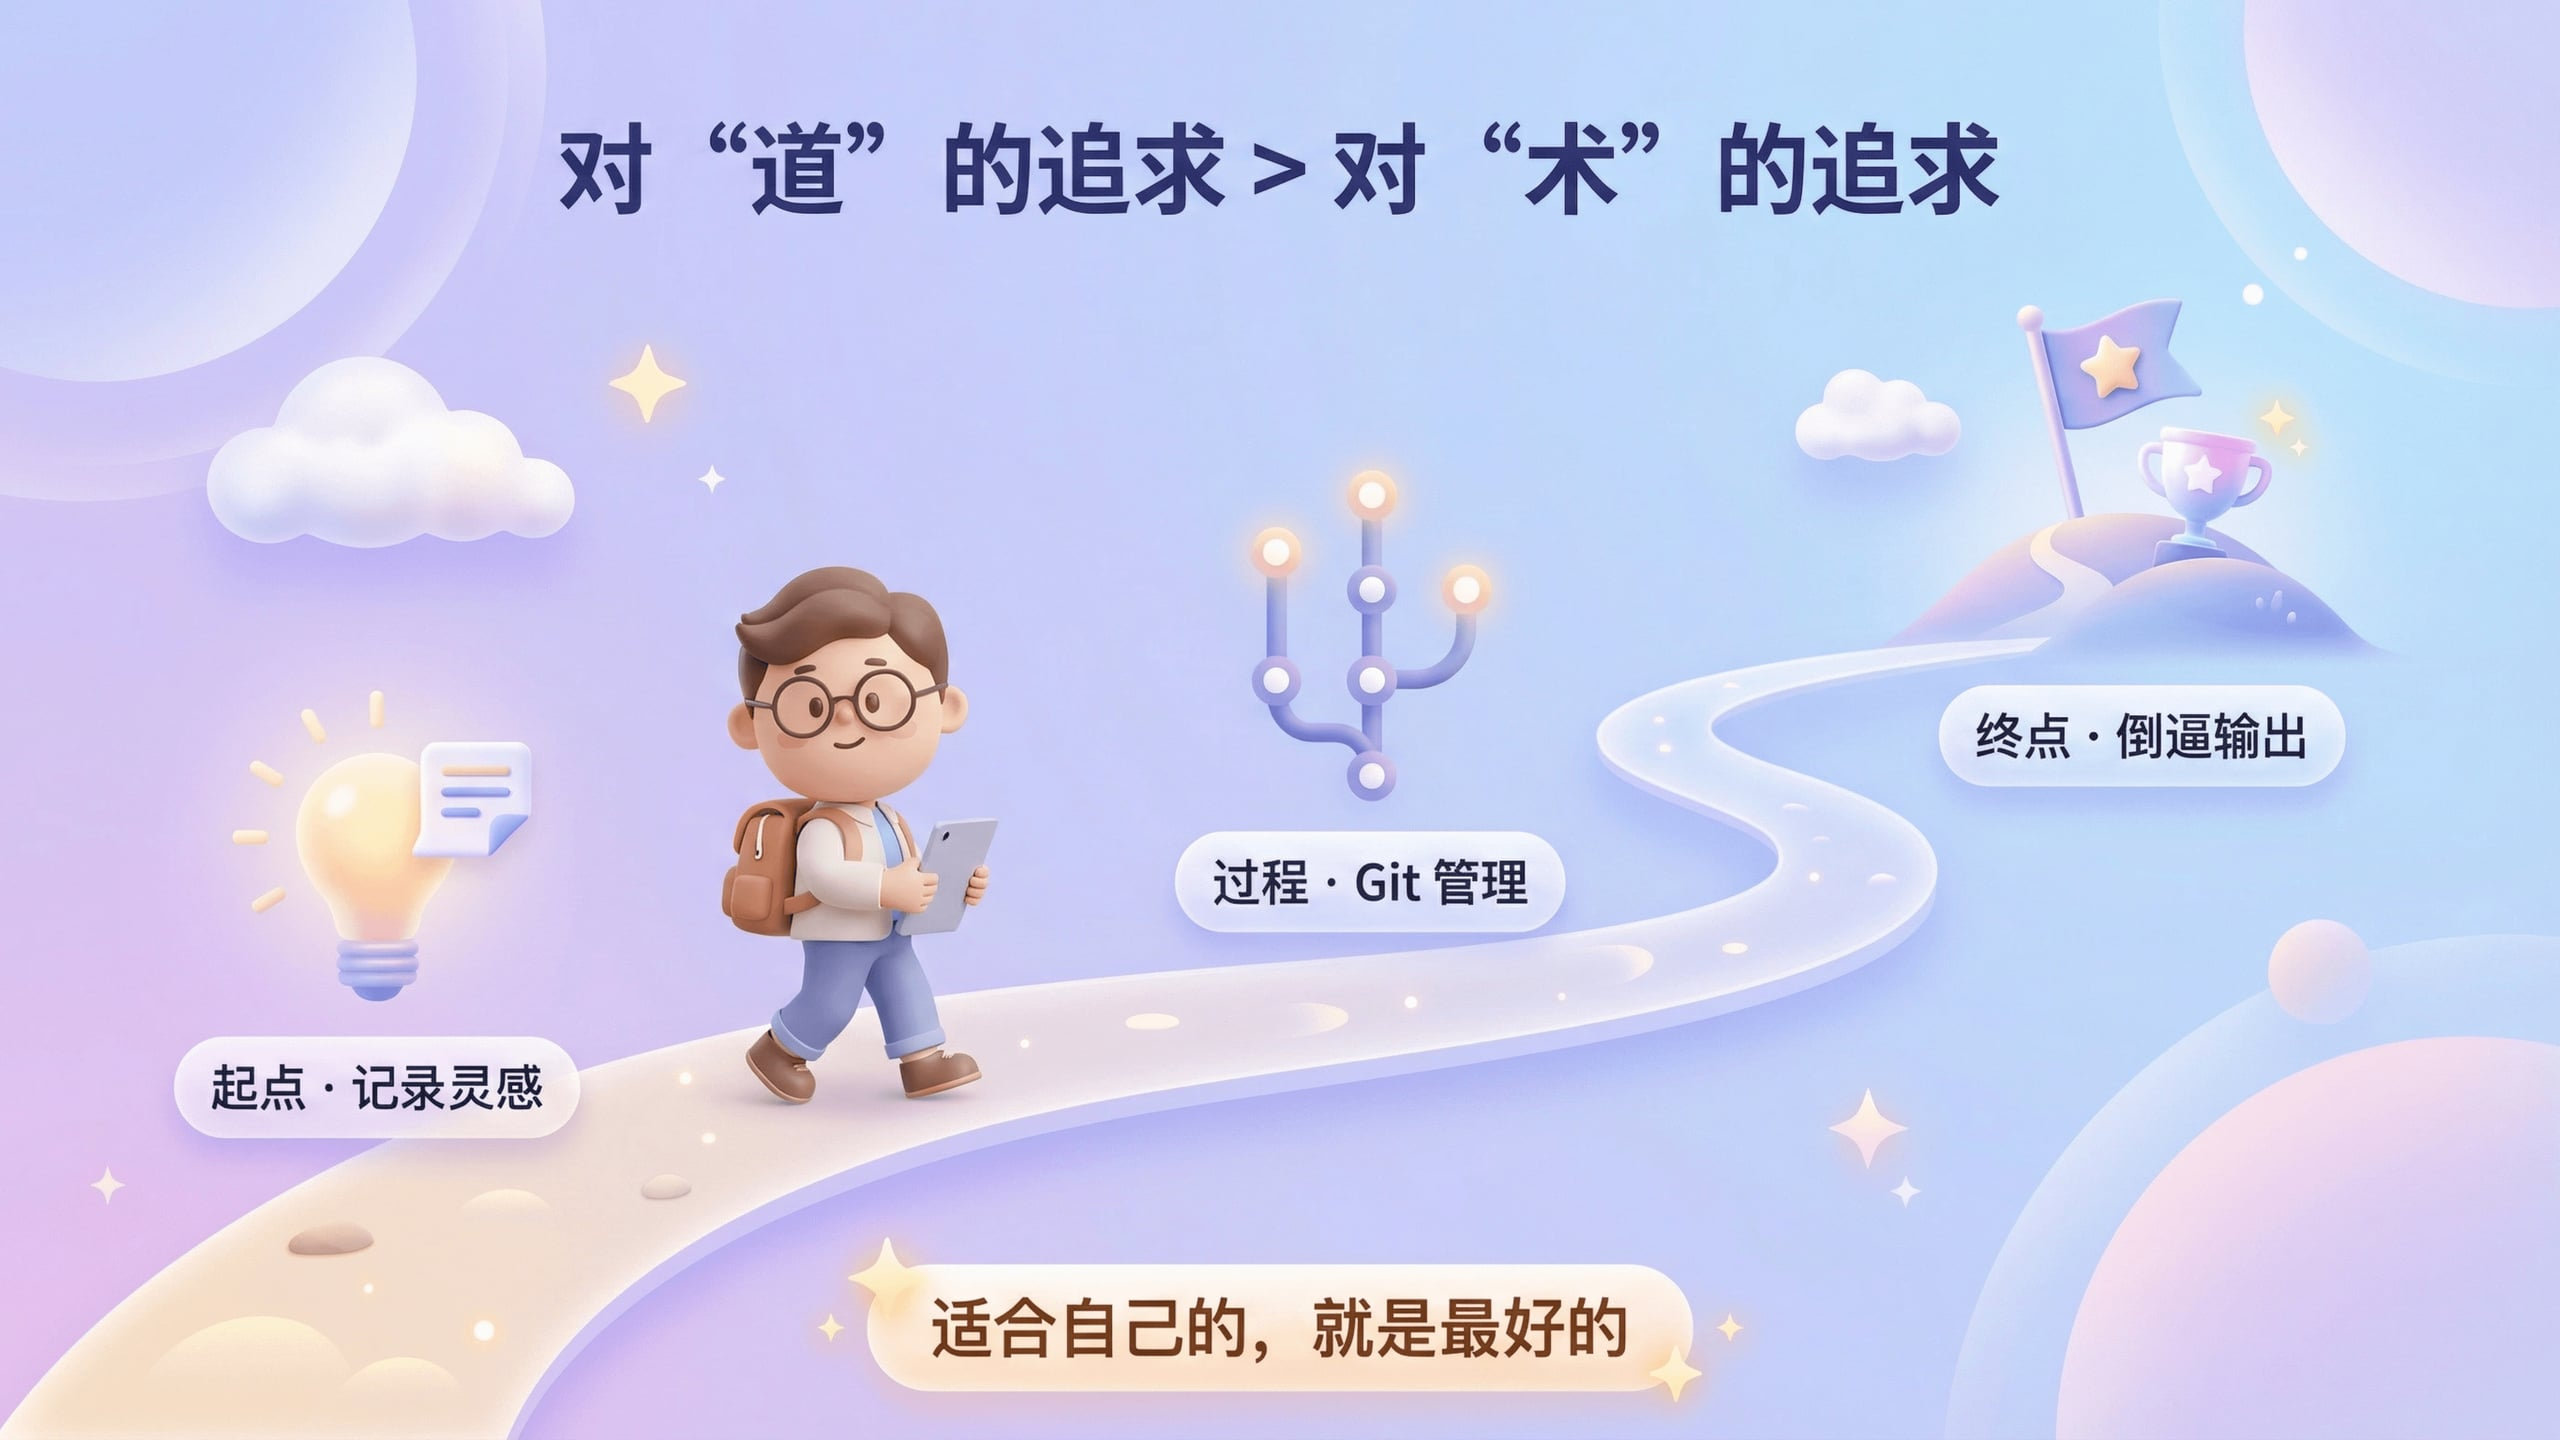 对“道”的追求 > 对“术”的追求
终点 · 倒逼输出
过程 · Git 管理
起点 · 记录灵感
适合自己的，就是最好的